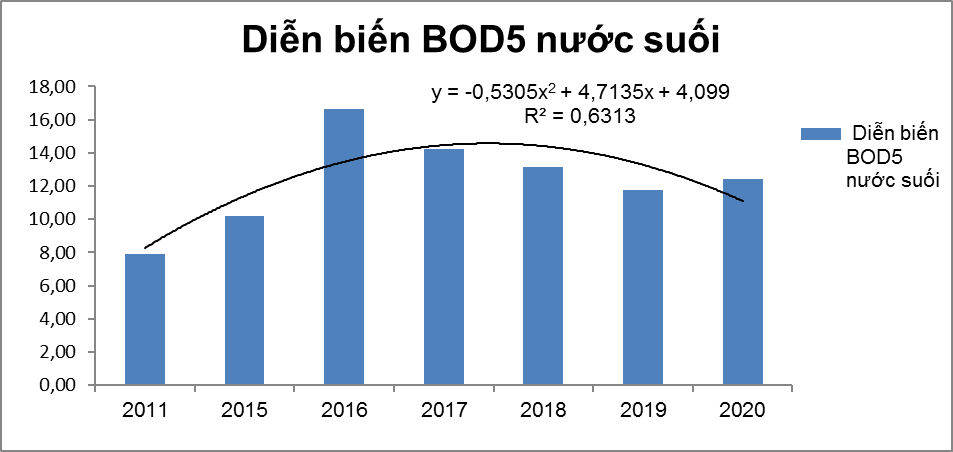 Diễn biến BOD5 nước suối
y = -0,5305x² + 4,7135x + 4,099
R² = 0,6313
18,00
16,00
14,00
12,00
10,00
8,00
6,00
4,00
2,00
0,00
2011 2015 2016 2017 2018 2019 2020
Diễn biến
BOD5
nước suối